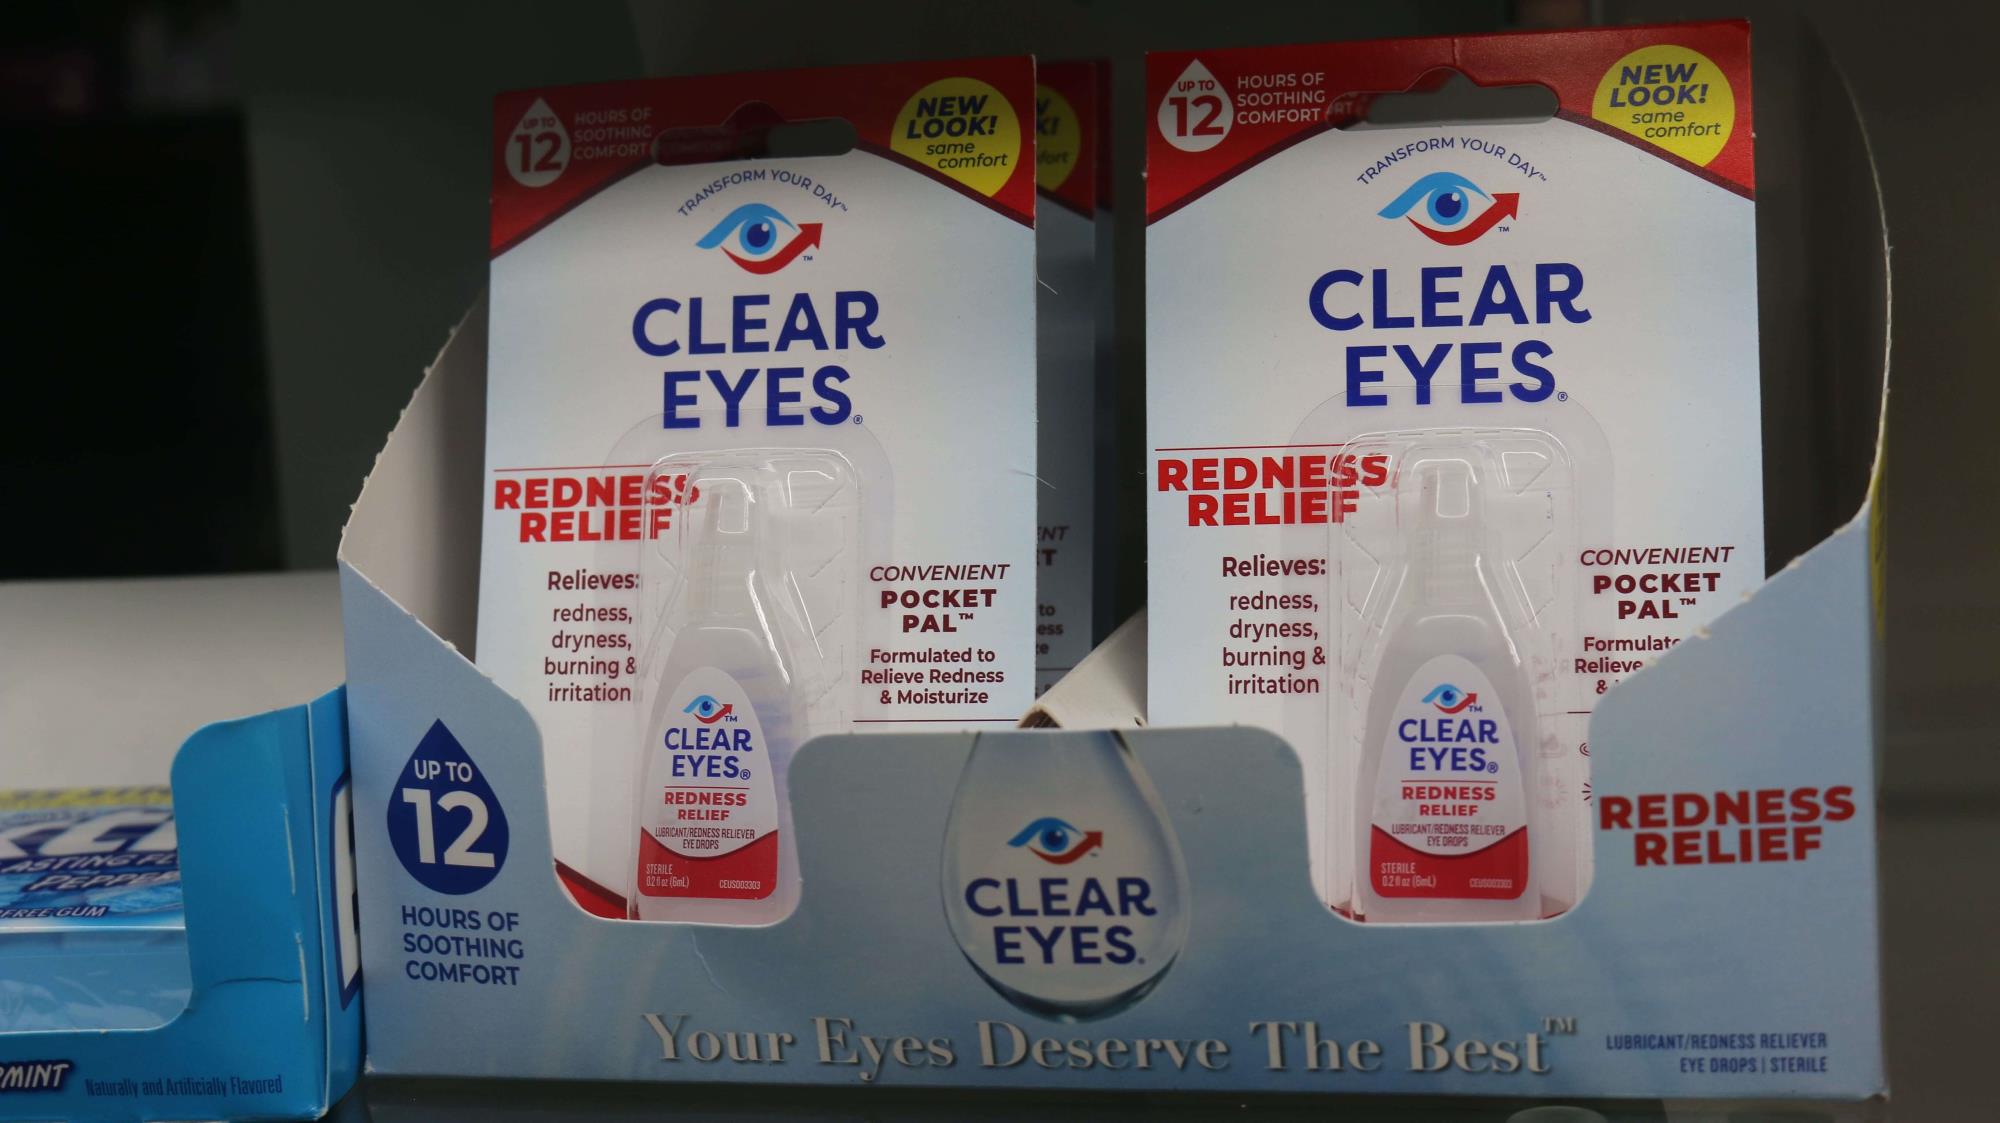 UP TO
12
HOURS OF
SOOTHING
COMFORT
NEW
LOOK!
same
comfort
TRANSFORM YOUR DAY™
CLEAR
EYES®
REDNESS
RELIEF
Relieves:
redness,
dryness,
burning &
irritation
CONVENIENT
POCKET
PAL™
Formulated to
Relieve Redness
& Moisturize
CLEAR
EYES®
REDNESS
RELIEF
LUBRICANT/REDNESS RELIEVER
EYE DROPS
STERILE
0.2 fl oz (6mL)
CEUS003303
UP TO
12
HOURS OF
SOOTHING
COMFORT
NEW
LOOK!
same
comfort
TRANSFORM YOUR DAY™
CLEAR
EYES®
REDNESS
RELIEF
Relieves:
redness,
dryness,
burning &
irritation
CONVENIENT
POCKET
PAL™
Relieve
&
CLEAR
EYES®
REDNESS
RELIEF
LUBRICANT/REDNESS RELIEVER
EYE DROPS
STERILE
0.2 fl oz (6mL)
UP TO
12
HOURS OF
SOOTHING
COMFORT
CLEAR
EYES®
REDNESS
RELIEF
Your Eyes Deserve The Best™
LUBRICANT/REDNESS RELIEVER
EYE DROPS | STERILE
Naturally and Artificially Flavored